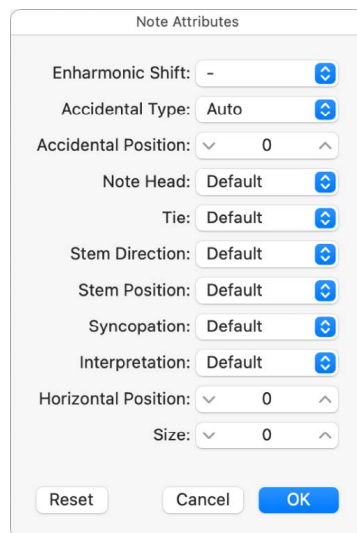 Note Attributes
Enharmonic Shift: -
Accidental Type: Auto
Accidental Position: 0
Note Head: Default
Tie: Default
Stem Direction: Default
Stem Position: Default
Syncopation: Default
Interpretation: Default
Horizontal Position: 0
Size: 0
Reset Cancel OK